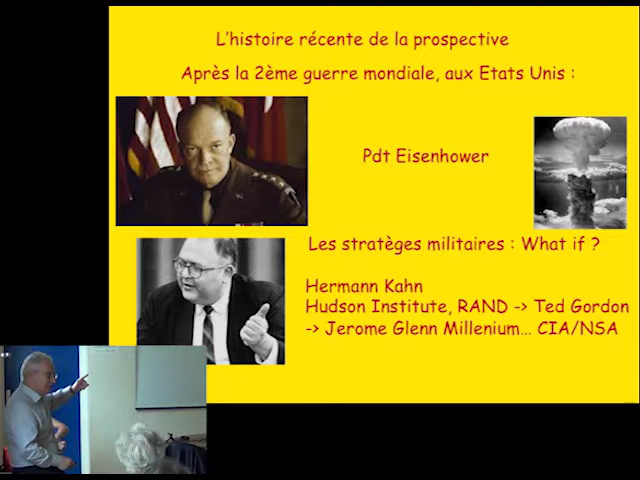 L'histoire récente de la prospective
Après la 2ème guerre mondiale, aux Etats Unis :
Pdt Eisenhower
Les stratèges militaires : What if ?
Hermann Kahn
Hudson Institute, RAND -> Ted Gordon
-> Jerome Glenn Millenium... CIA/NSA